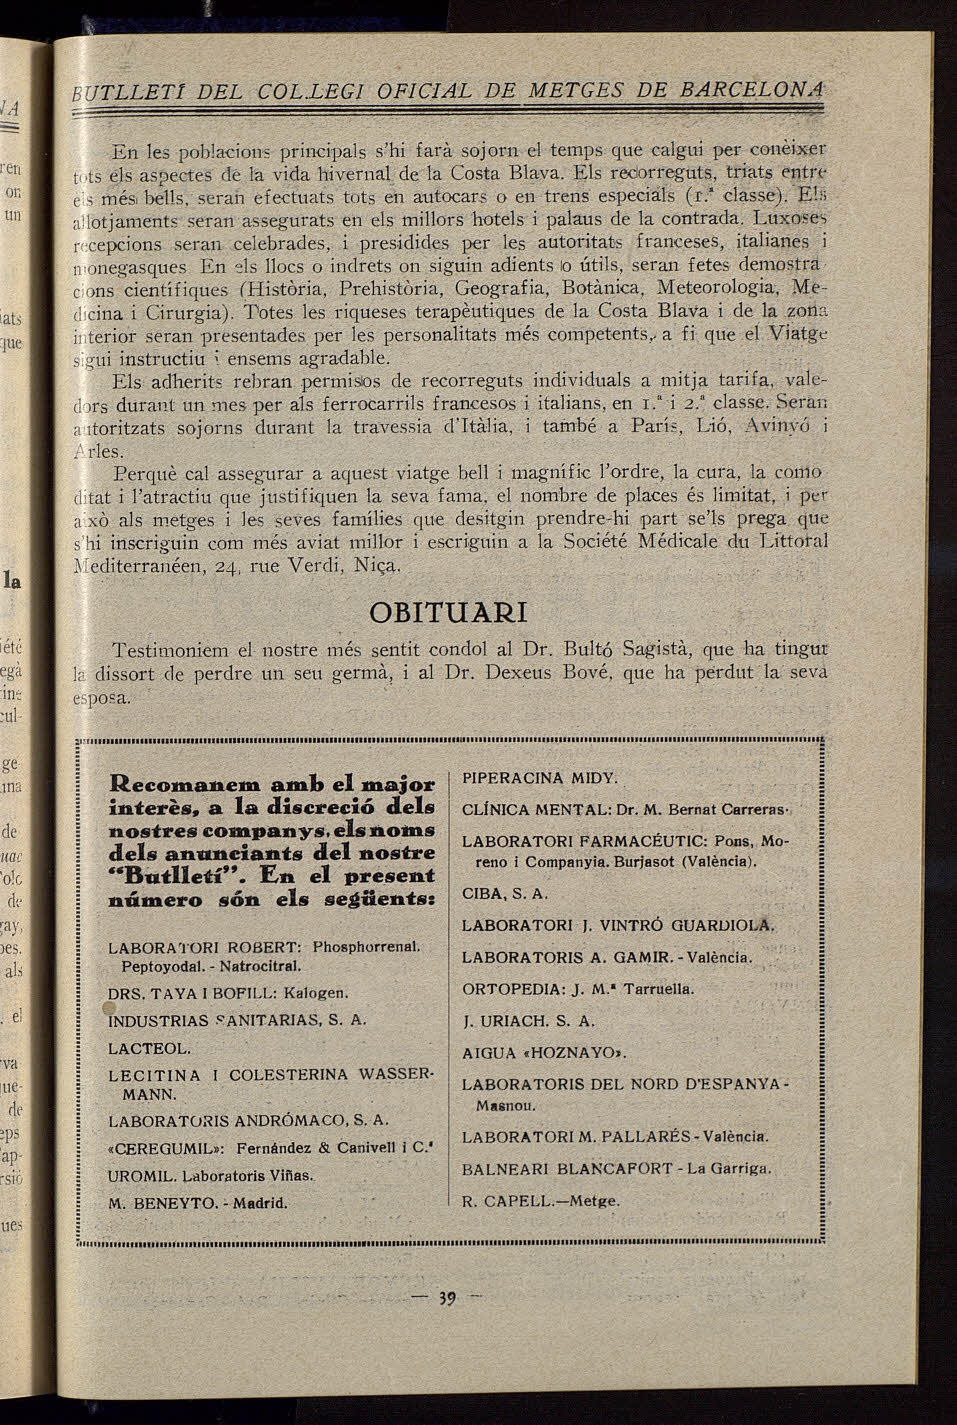 BUTLLETÍ DEL COL.LEGI OFICIAL DE METGES DE BARCELONA
En les poblacions principals s'hi farà sojorn el temps que calgui per conèixer
tots els aspectes de la vida hivernal de la Costa Blava. Els recorreguts, triats entre
els més bells, seran efectuats tots en autocars o en trens especials (1.ª classe). Els
allotjaments seran assegurats en els millors hotels i palaus de la contrada. Luxoses
recepcions seran celebrades, i presidides per les autoritats franceses, italianes i
monegasques En els llocs o indrets on siguin adients o útils, seran fetes demostra-
cions científiques (Història, Prehistòria, Geografia, Botànica, Meteorologia, Me-
dicina i Cirurgia). Totes les riqueses terapèutiques de la Costa Blava i de la zona
interior seran presentades per les personalitats més competents, a fi que el Viatge
sigui instructiu i ensems agradable.
Els adherits rebran permisos de recorreguts individuals a mitja tarifa, vale-
dors durant un mes per als ferrocarrils francesos i italians, en 1.ª i 2.ª classe. Seran
autoritzats sojorns durant la travessia d'Itàlia, i també a París, Lió, Avinyó i
Arles.
Perquè cal assegurar a aquest viatge bell i magnífic l'ordre, la cura, la como-
ditat i l'atractiu que justifiquen la seva fama, el nombre de places és limitat, i per
això als metges i les seves famílies que desitgin prendre-hi part se'ls prega que
s'hi inscriguin com més aviat millor i escriguin a la Société Médicale du Littoral
Mediterranéen, 24, rue Verdi, Niça.
OBITUARI
Testimoniem el nostre més sentit condol al Dr. Bultó Sagistà, que ha tingut
la dissort de perdre un seu germà, i al Dr. Dexeus Bové, que ha perdut la seva
esposa.
Recomanem amb el major
interès, a la discreció dels
nostres companys, els noms
dels anunciants del nostre
"Butlletí". En el present
número són els següents:
LABORATORI ROBERT: Phosphorrenal.
Peptoyodal. - Natrocitral.
DRS. TAYA I BOFILL: Kalogen.
INDUSTRIAS SANITARIAS, S. A.
LACTEOL.
LECITINA I COLESTERINA WASSER-
MANN.
LABORATORIS ANDRÓMACO, S. A.
«CEREGUMIL»: Fernández & Canivell i C.ª
UROMIL. Laboratoris Viñas.
M. BENEYTO. - Madrid.
PIPERACINA MIDY.
CLÍNICA MENTAL: Dr. M. Bernat Carreras.
LABORATORI FARMACÉUTIC: Pons, Mo-
reno i Companyia. Burjasot (València).
CIBA, S. A.
LABORATORI J. VINTRÓ GUARDIOLA.
LABORATORIS A. GAMIR. - València.
ORTOPEDIA: J. M.ª Tarruella.
J. URIACH. S. A.
AIGUA «HOZNAYO».
LABORATORIS DEL NORD D'ESPANYA -
Masnou.
LABORATORI M. PALLARÉS - València.
BALNEARI BLANCAFORT - La Garriga.
R. CAPELL.—Metge.
— 39 —